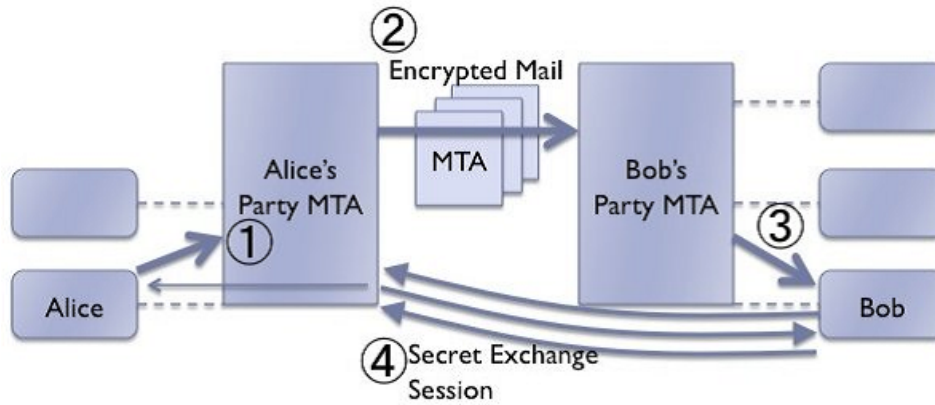 ②
Encrypted Mail
MTA
Alice's
Party MTA
①
Bob's
Party MTA
③
Alice
Bob
④ Secret Exchange
Session